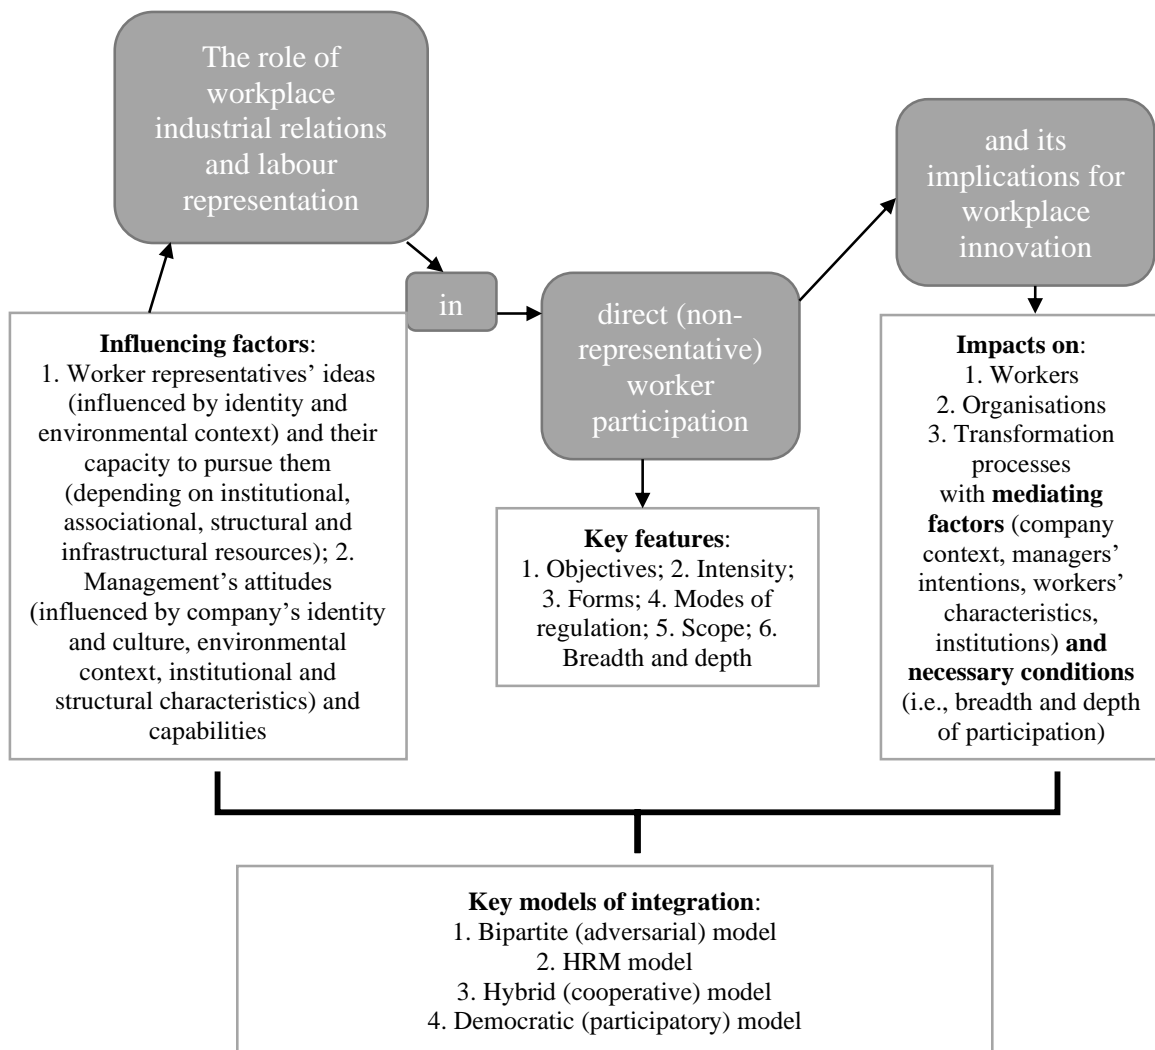 The role of
workplace
industrial relations
and labour
representation
in
direct (non-
representative)
worker
participation
and its
implications for
workplace
innovation
Influencing factors:
1. Worker representatives’ ideas
(influenced by identity and
environmental context) and their
capacity to pursue them
(depending on institutional,
associational, structural and
infrastructural resources); 2.
Management’s attitudes
(influenced by company’s identity
and culture, environmental
context, institutional and
structural characteristics) and
capabilities
Key features:
1. Objectives; 2. Intensity;
3. Forms; 4. Modes of
regulation; 5. Scope; 6.
Breadth and depth
Impacts on:
1. Workers
2. Organisations
3. Transformation
processes
with mediating
factors (company
context, managers’
intentions, workers’
characteristics,
institutions) and
necessary conditions
(i.e., breadth and depth
of participation)
Key models of integration:
1. Bipartite (adversarial) model
2. HRM model
3. Hybrid (cooperative) model
4. Democratic (participatory) model